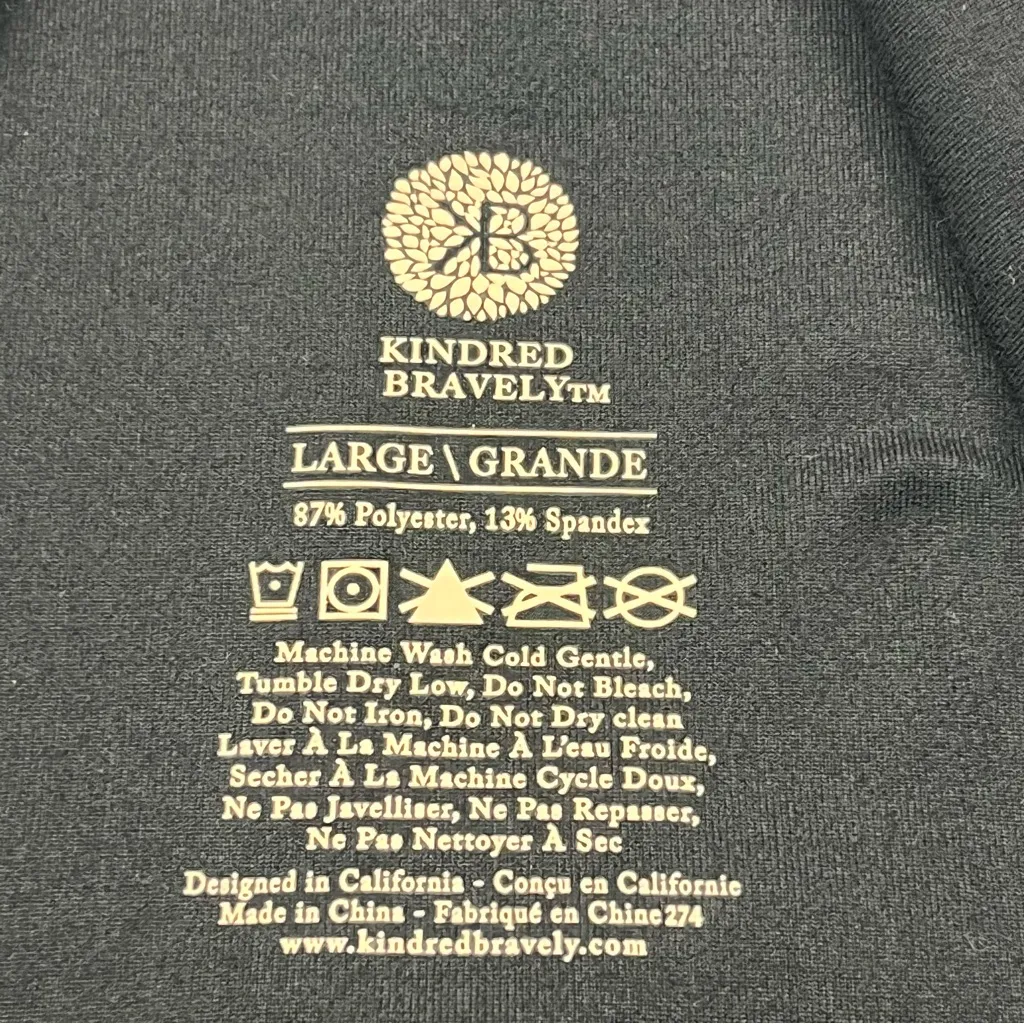 KB
KINDRED
BRAVELY™
LARGE \ GRANDE
87% Polyester, 13% Spandex
Machine Wash Cold Gentle,
Tumble Dry Low, Do Not Bleach,
Do Not Iron, Do Not Dry clean
Laver À La Machine À L'eau Froide,
Secher À La Machine Cycle Doux,
Ne Pas Javelliser, Ne Pas Repasser,
Ne Pas Nettoyer À Sec
Designed in California - Conçu en Californie
Made in China - Fabriqué en Chine274
www.kindredbravely.com